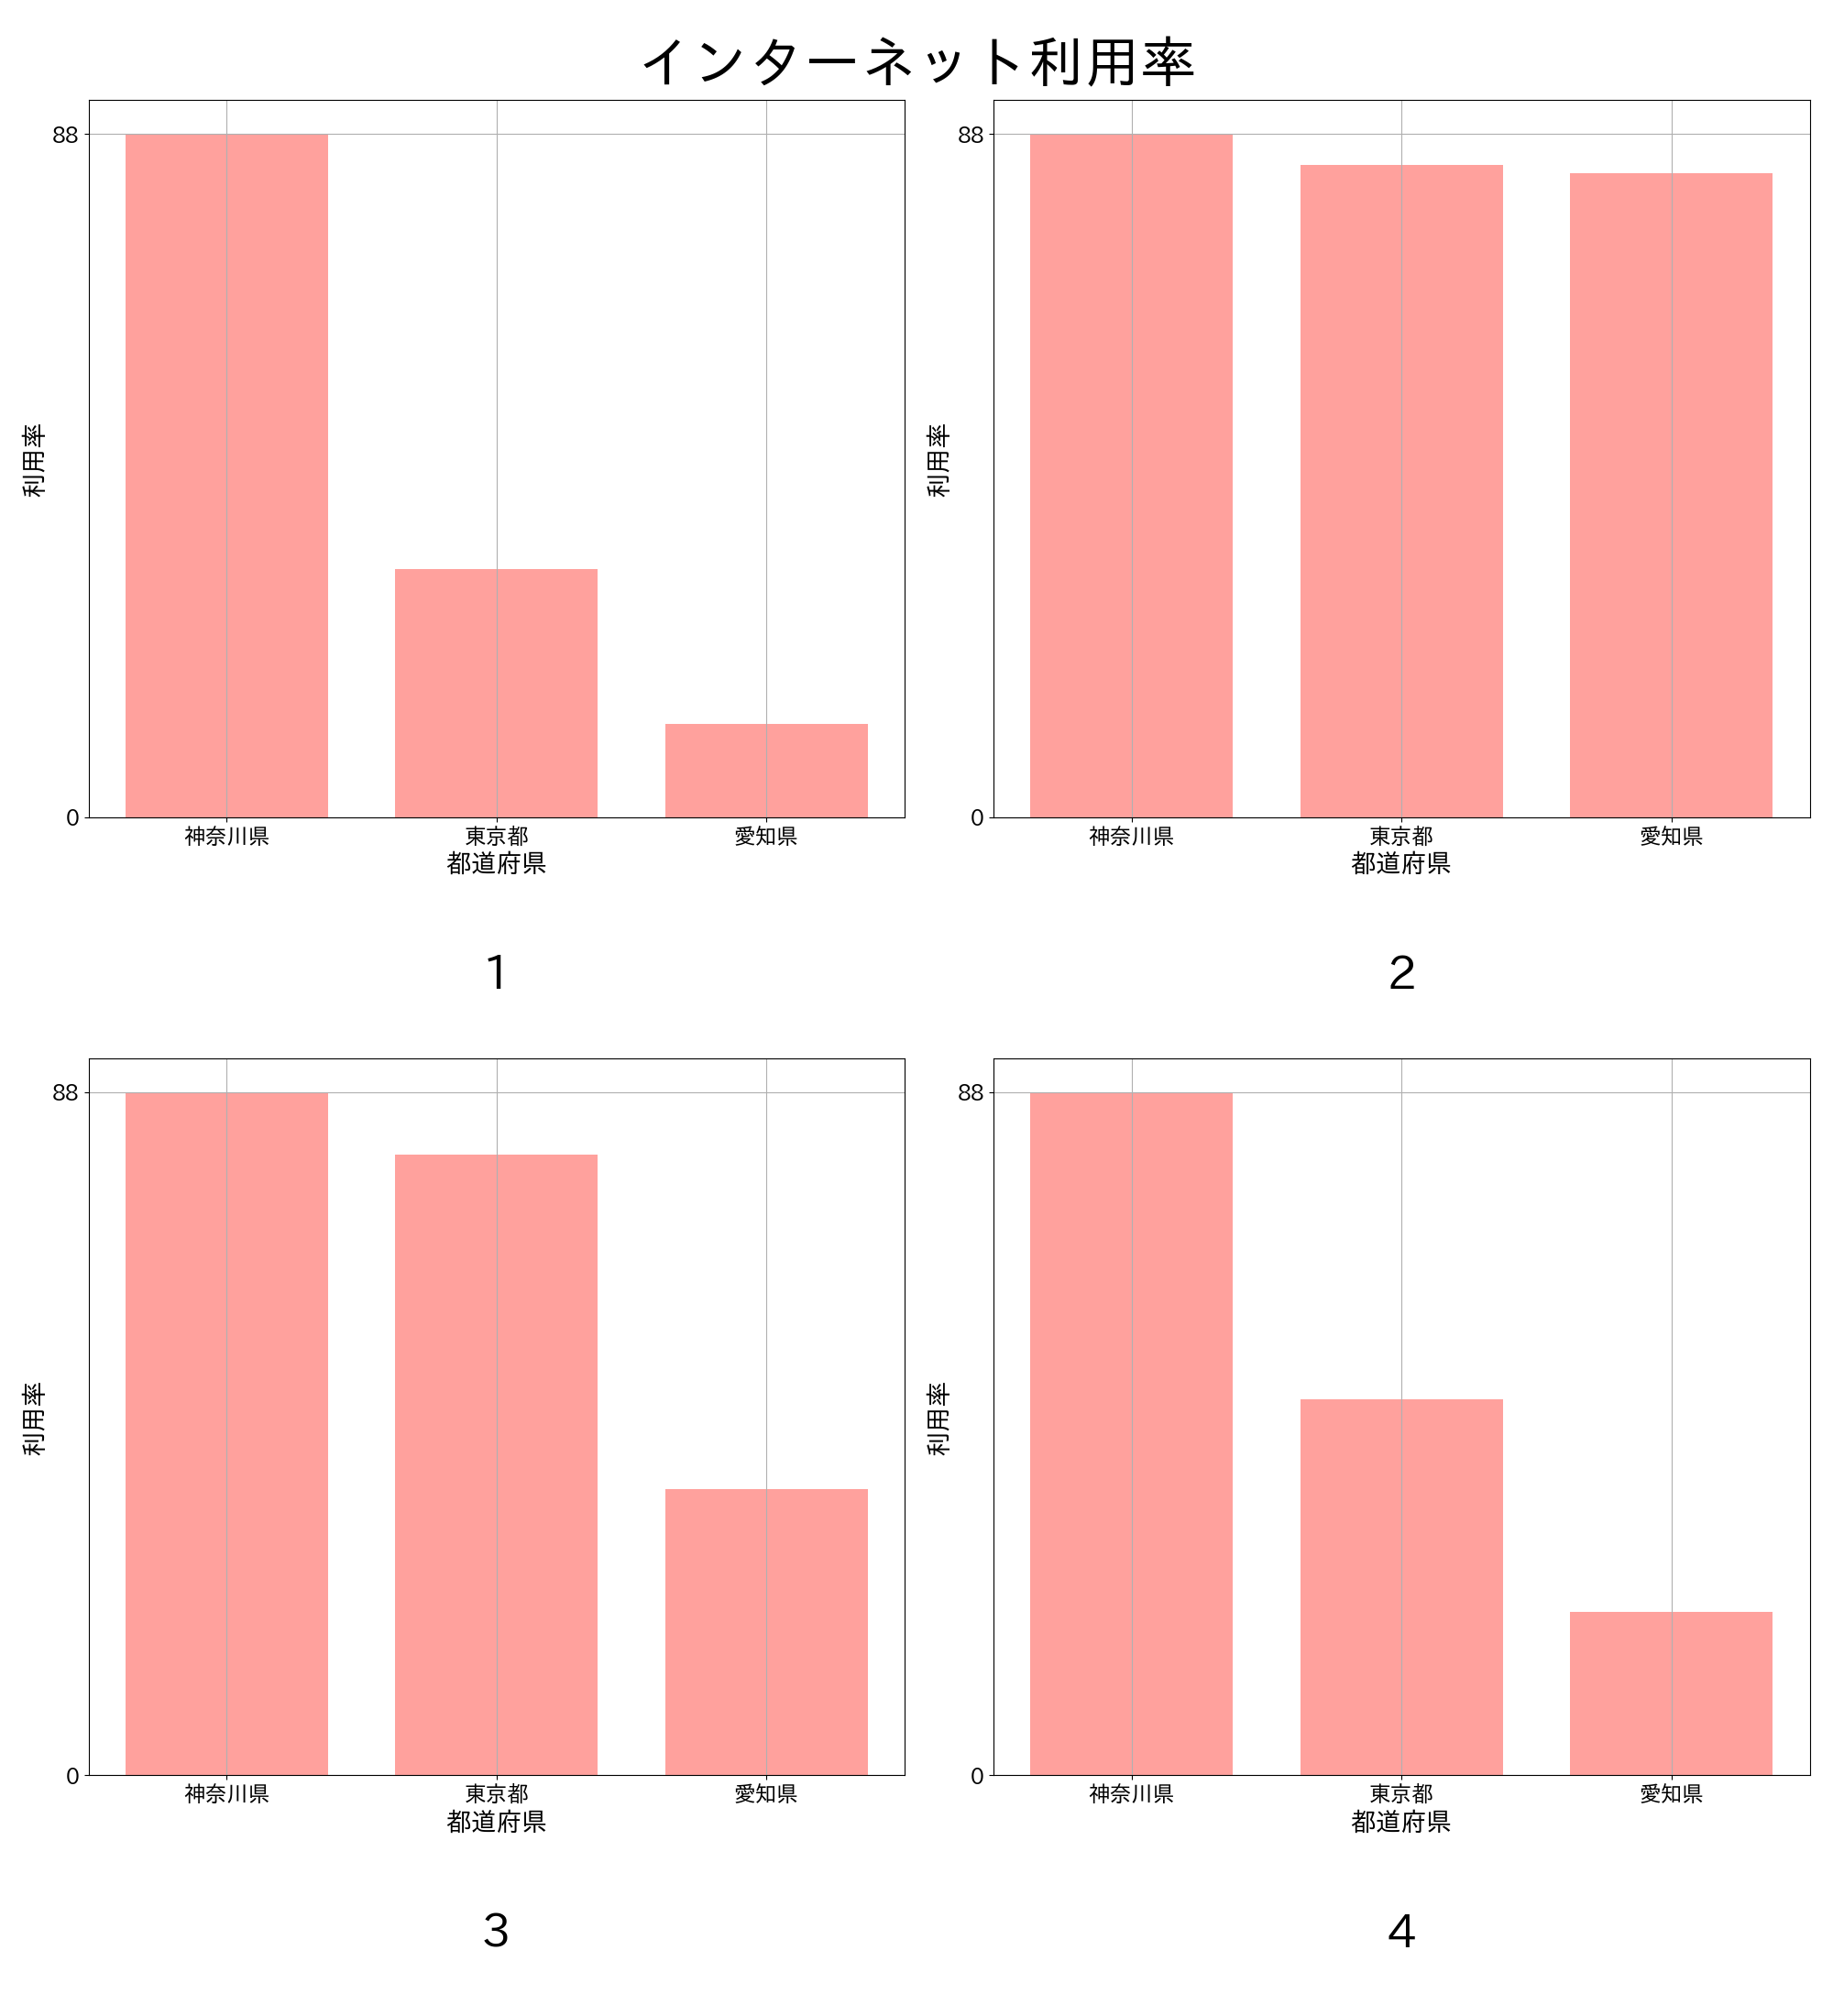 インターネット利用率
88
0
利用率
神奈川県 東京都 愛知県
都道府県
1
88
0
利用率
神奈川県 東京都 愛知県
都道府県
2
88
0
利用率
神奈川県 東京都 愛知県
都道府県
3
88
0
利用率
神奈川県 東京都 愛知県
都道府県
4